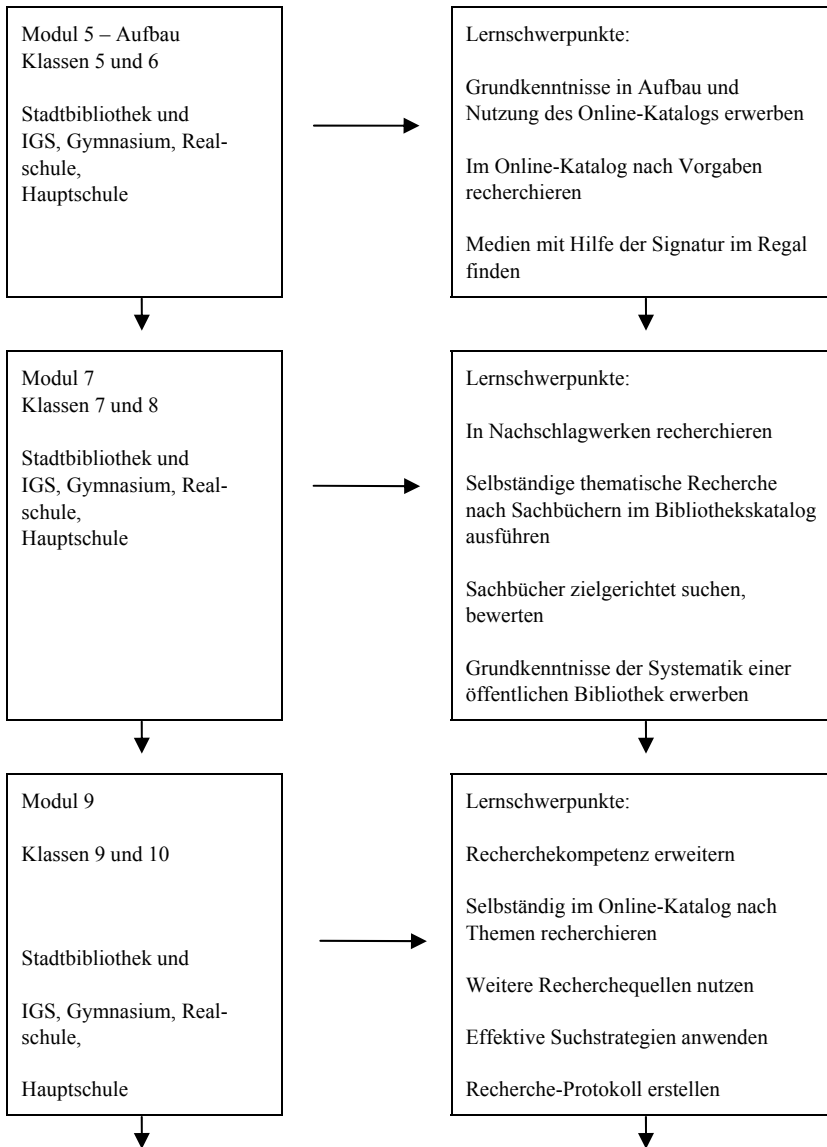 Modul 5 – Aufbau
Klassen 5 und 6
Stadtbibliothek und
IGS, Gymnasium, Real-
schule,
Hauptschule
Lernschwerpunkte:
Grundkenntnisse in Aufbau und
Nutzung des Online-Katalogs erwerben
Im Online-Katalog nach Vorgaben
recherchieren
Medien mit Hilfe der Signatur im Regal
finden
Modul 7
Klassen 7 und 8
Stadtbibliothek und
IGS, Gymnasium, Real-
schule,
Hauptschule
Lernschwerpunkte:
In Nachschlagwerken recherchieren
Selbständige thematische Recherche
nach Sachbüchern im Bibliothekskatalog
ausführen
Sachbücher zielgerichtet suchen,
bewerten
Grundkenntnisse der Systematik einer
öffentlichen Bibliothek erwerben
Modul 9
Klassen 9 und 10
Stadtbibliothek und
IGS, Gymnasium, Real-
schule,
Hauptschule
Lernschwerpunkte:
Recherchekompetenz erweitern
Selbständig im Online-Katalog nach
Themen recherchieren
Weitere Recherchequellen nutzen
Effektive Suchstrategien anwenden
Recherche-Protokoll erstellen